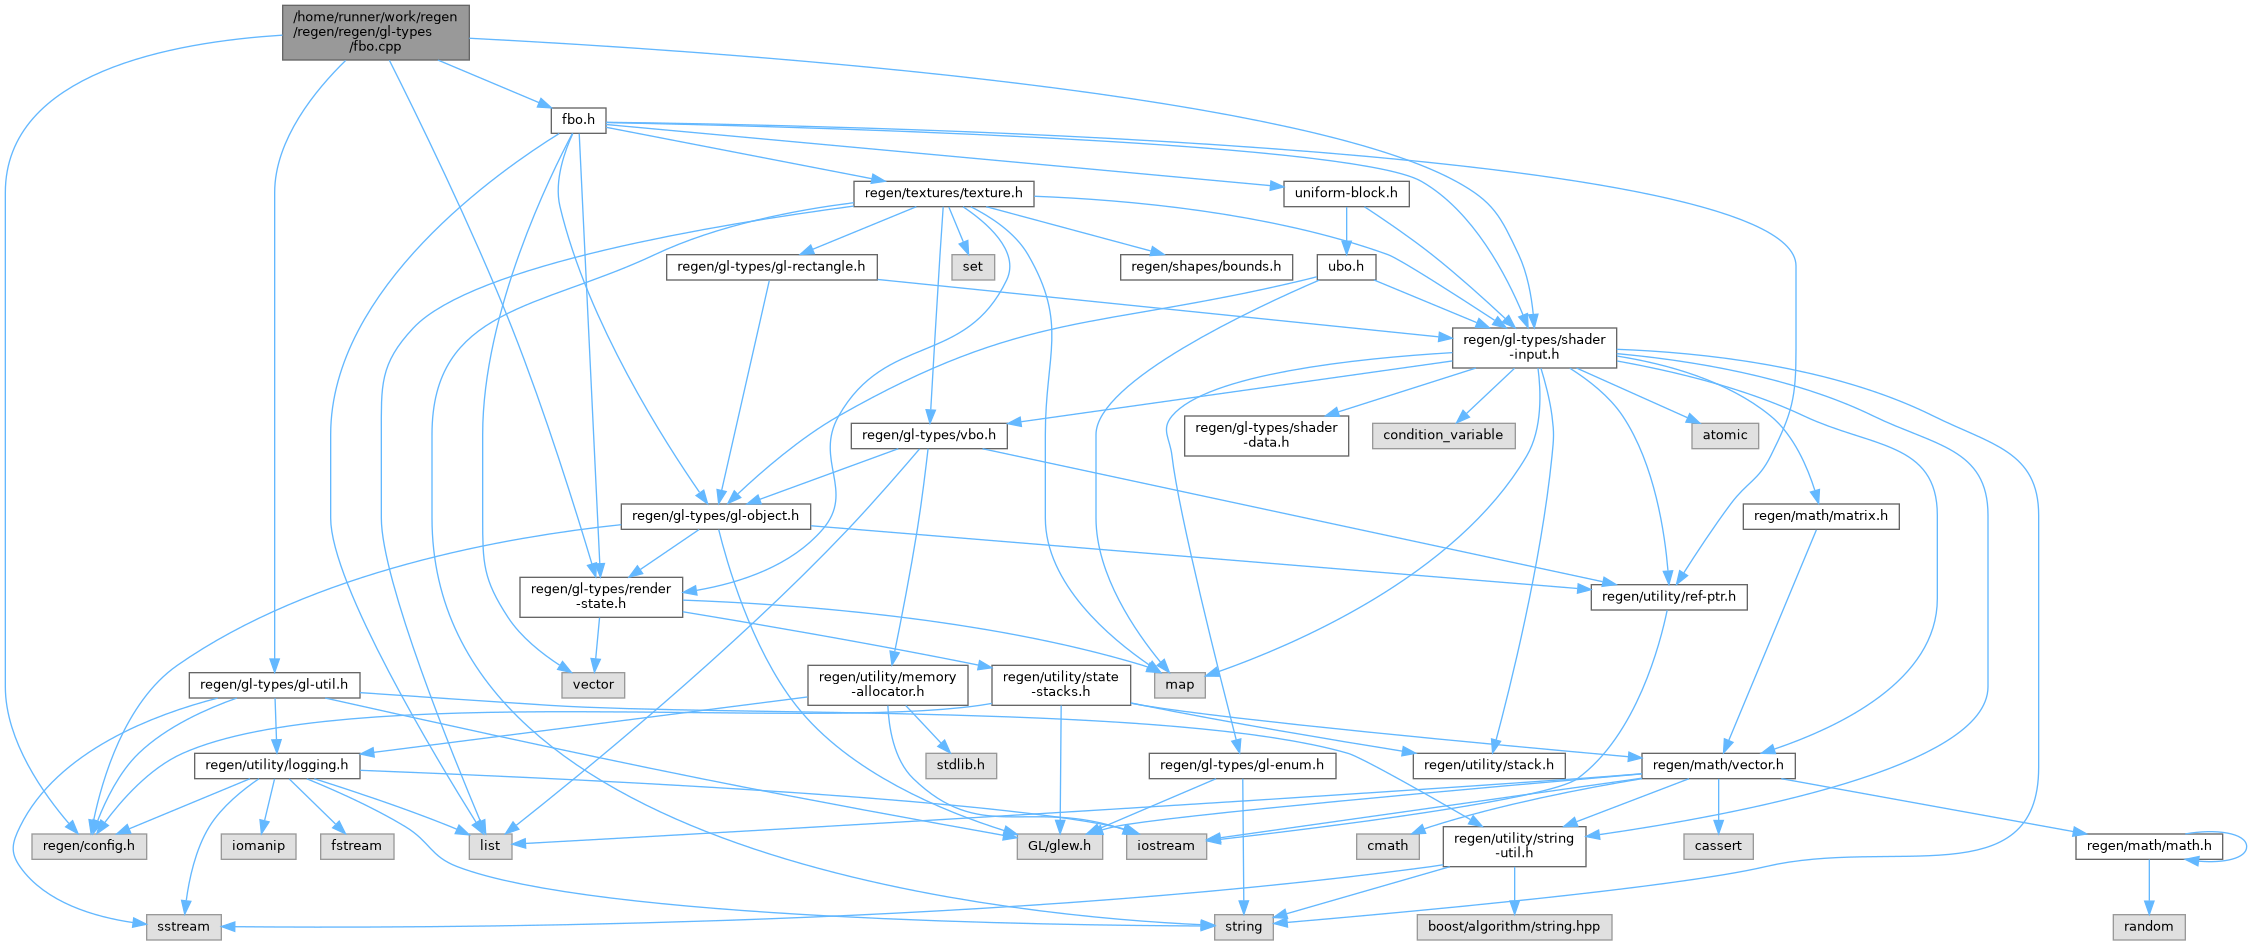 /home/runner/work/regen
/regen/regen/gl-types
/fbo.cpp
fbo.h
regen/textures/texture.h
uniform-block.h
regen/gl-types/gl-rectangle.h
set
regen/shapes/bounds.h
ubo.h
regen/gl-types/shader
-input.h
regen/gl-types/vbo.h
regen/gl-types/shader
-data.h
condition_variable
atomic
regen/gl-types/gl-object.h
regen/math/matrix.h
regen/gl-types/render
-state.h
regen/utility/ref-ptr.h
regen/gl-types/gl-util.h
vector
regen/utility/memory
-allocator.h
regen/utility/state
-stacks.h
map
regen/utility/logging.h
stdlib.h
regen/gl-types/gl-enum.h
regen/utility/stack.h
regen/math/vector.h
regen/config.h
iomanip
fstream
list
GL/glew.h
iostream
cmath
regen/utility/string
-util.h
cassert
regen/math/math.h
sstream
string
boost/algorithm/string.hpp
random